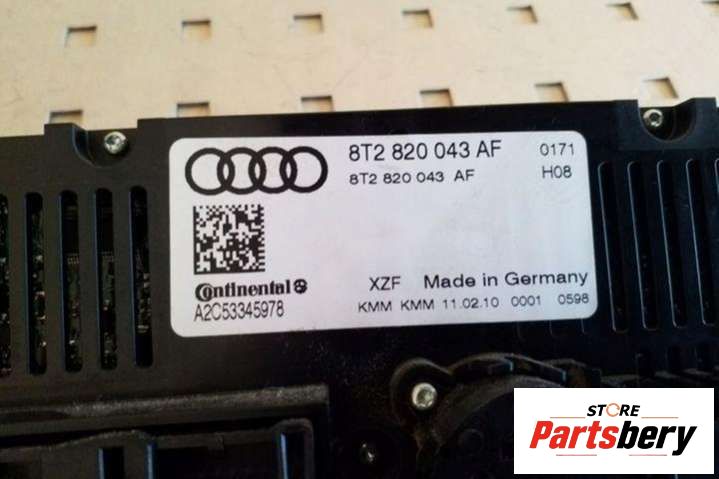 8T2 820 043 AF 0171
8T2 820 043 AF H08
Continental
A2C53345978
XZF Made in Germany
KMM KMM 11.02.10 0001 0598
STORE
Partsbery